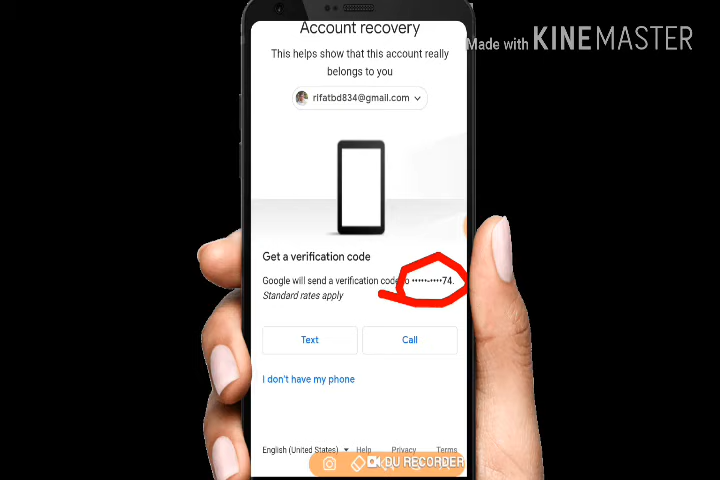 Account recovery
Made with KINEMASTER
This helps show that this account really
belongs to you
rlfatbd834@gmail.com
Get a verification code
Google will send a verification code to •••••-••••74.
Standard rates apply
Text Call
I don't have my phone
English (United States) Help Privacy Terms
DU RECORDER